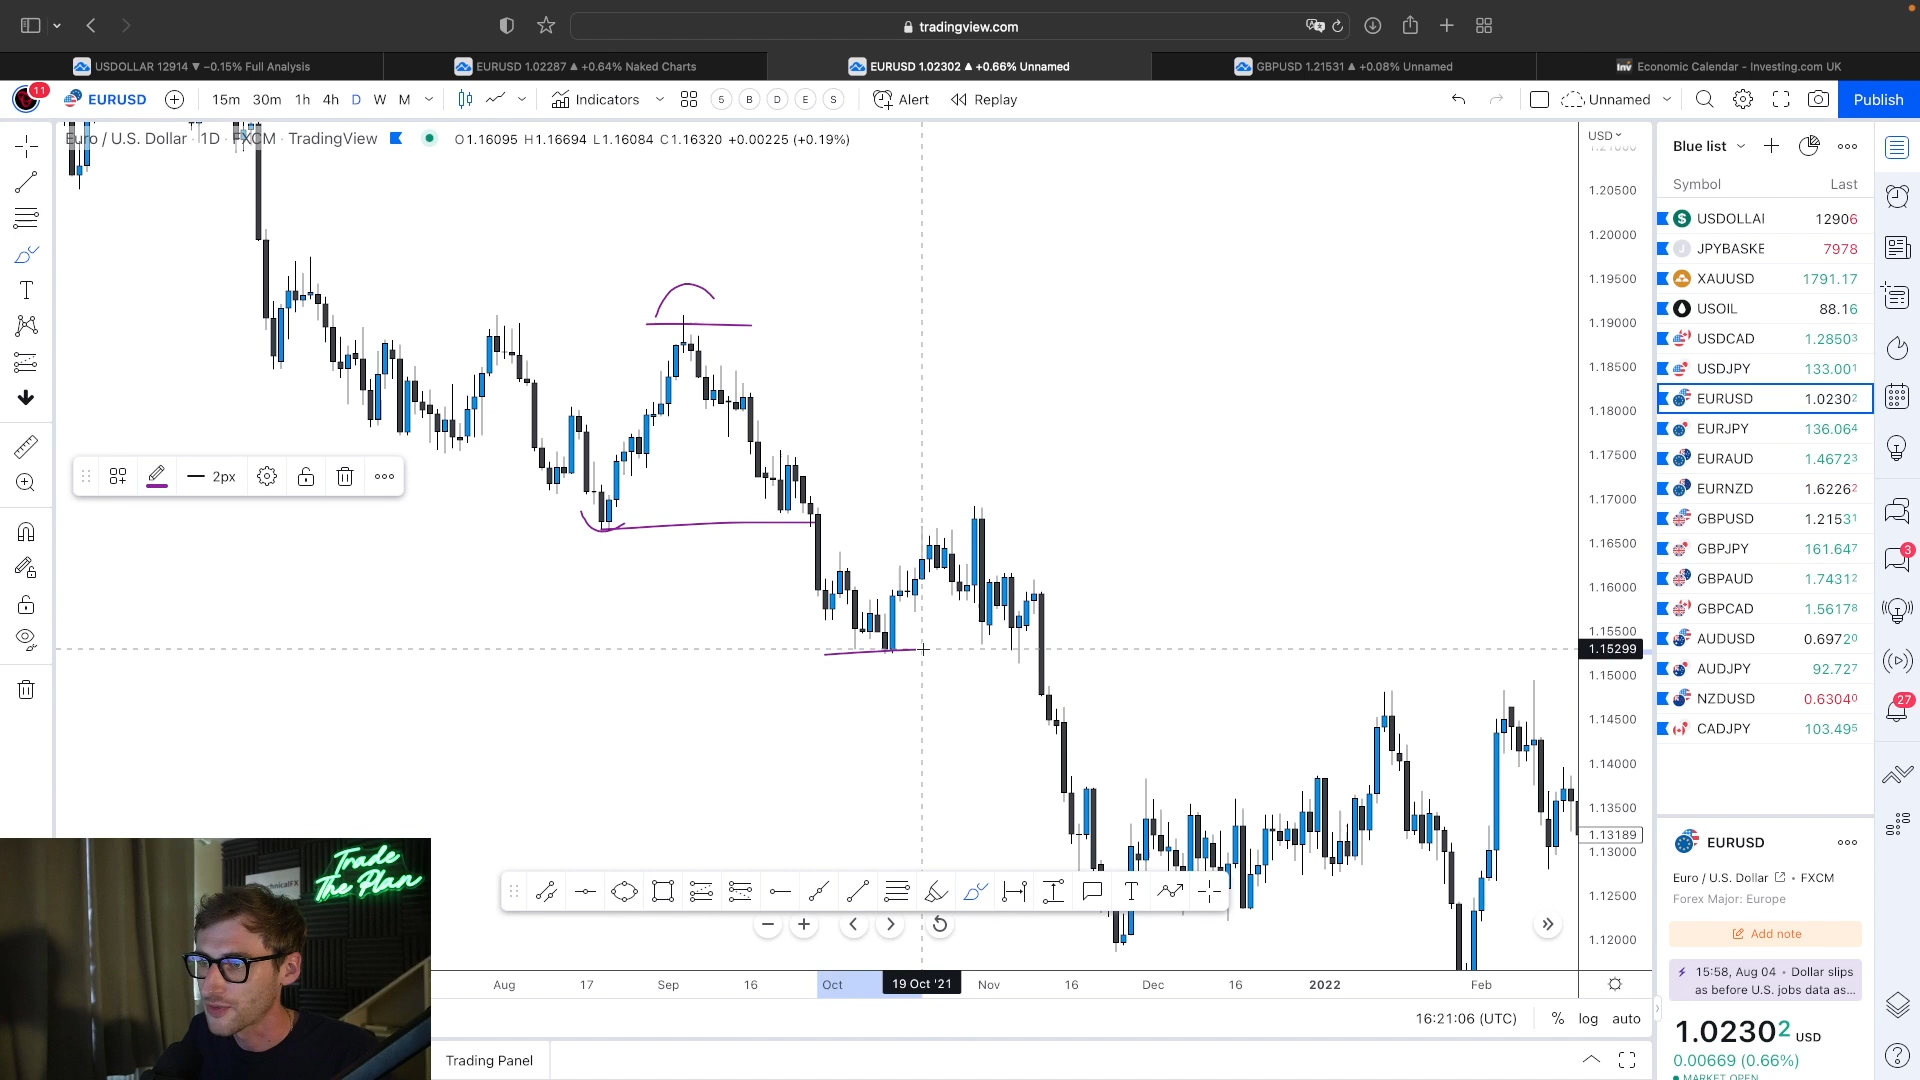 tradingview.com
USDOLLAR 12914 ▼ −0.15% Full Analysis
EURUSD 1.02287 ▲ +0.64% Naked Charts
EURUSD 1.02302 ▲ +0.66% Unnamed
GBPUSD 1.21531 ▲ +0.08% Unnamed
Inv Economic Calendar - Investing.com UK
11
EURUSD
15m 30m 1h 4h D W M
Indicators
S B D E S
Alert
Replay
Unnamed
Publish
Euro / U.S. Dollar · 1D · FXCM · TradingView
O1.16095 H1.16694 L1.16084 C1.16320 +0.00225 (+0.19%)
USD
1.20500
1.20000
1.19500
1.19000
1.18500
1.18000
1.17500
1.17000
1.16500
1.16000
1.15500
1.15299
1.15000
1.14500
1.14000
1.13500
1.13189
1.13000
1.12500
1.12000
2px
T
Blue list
Symbol Last
USDOLLAR 12906
JPYBASKE 7978
XAUUSD 1791.17
USOIL 88.16
USDCAD 1.28503
USDJPY 133.001
EURUSD 1.02302
EURJPY 136.064
EURAUD 1.46723
EURNZD 1.62262
GBPUSD 1.21531
GBPJPY 161.647
GBPAUD 1.74312
GBPCAD 1.56178
AUDUSD 0.69720
AUDJPY 92.727
NZDUSD 0.63040
CADJPY 103.495
3
27
EURUSD
Euro / U.S. Dollar • FXCM
Forex Major: Europe
Add note
15:58, Aug 04 • Dollar slips
as before U.S. jobs data as...
1.02302 USD
0.00669 (0.66%)
MARKET OPEN
Aug 17 Sep 16 Oct 19 Oct '21 Nov 16 Dec 16 2022 Feb
16:21:06 (UTC) % log auto
Trading Panel
Trade
The Plan